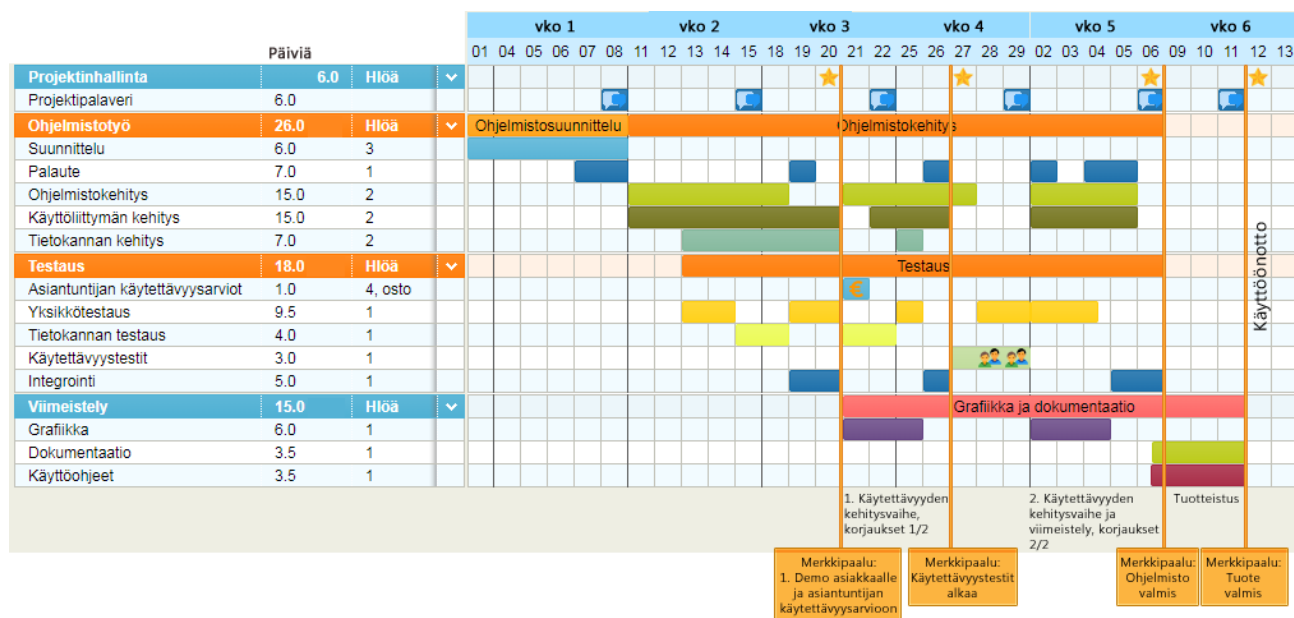 vko 1 vko 2 vko 3 vko 4 vko 5 vko 6
Päiviä 01 04 05 06 07 08 11 12 13 14 15 18 19 20 21 22 25 26 27 28 29 02 03 04 05 06 09 10 11 12 13
Projektinhallinta 6.0 Hlöä
Projektipalaveri 6.0
Ohjelmistotyö 26.0 Hlöä Ohjelmistosuunnittelu Ohjelmistokehitys
Suunnittelu 6.0 3
Palaute 7.0 1
Ohjelmistokehitys 15.0 2
Käyttöliittymän kehitys 15.0 2
Tietokannan kehitys 7.0 2
Testaus 18.0 Hlöä Testaus
Asiantuntijan käytettävyysarviot 1.0 4, osto €
Yksikkötestaus 9.5 1
Tietokannan testaus 4.0 1
Käytettävyystestit 3.0 1
Integrointi 5.0 1
Käyttöönotto
Viimeistely 15.0 Hlöä Grafiikka ja dokumentaatio
Grafiikka 6.0 1
Dokumentaatio 3.5 1
Käyttöohjeet 3.5 1
1. Käytettävyyden
kehitysvaihe,
korjaukset 1/2
2. Käytettävyyden
kehitysvaihe ja
viimeistely, korjaukset
2/2
Tuotteistus
Merkkipaalu:
1. Demo asiakkaalle
ja asiantuntijan
käytettävyysarvioon
Merkkipaalu:
Käytettävyystestit
alkaa
Merkkipaalu:
Ohjelmisto
valmis
Merkkipaalu:
Tuote
valmis